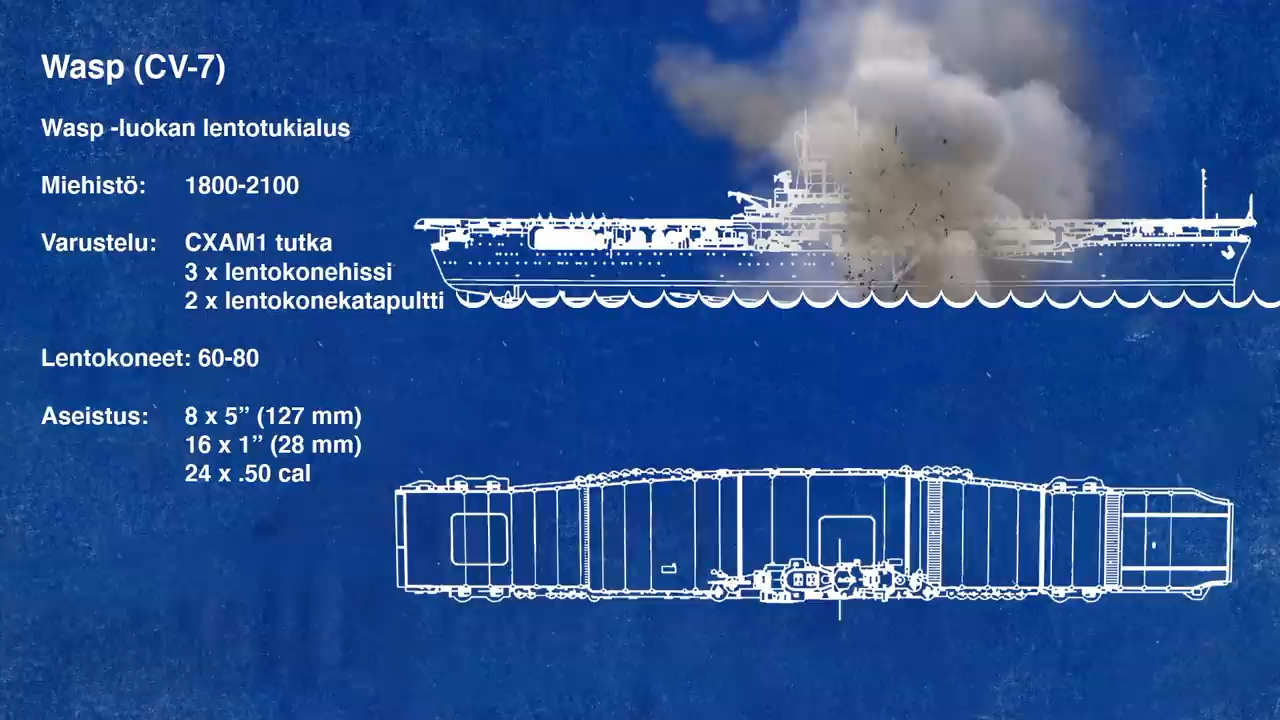 Wasp (CV-7)
Wasp -luokan lentotukialus
Miehistö: 1800-2100
Varustelu: CXAM1 tutka
3 x lentokonehissi
2 x lentokonekatapultti
Lentokoneet: 60-80
Aseistus: 8 x 5” (127 mm)
16 x 1” (28 mm)
24 x .50 cal